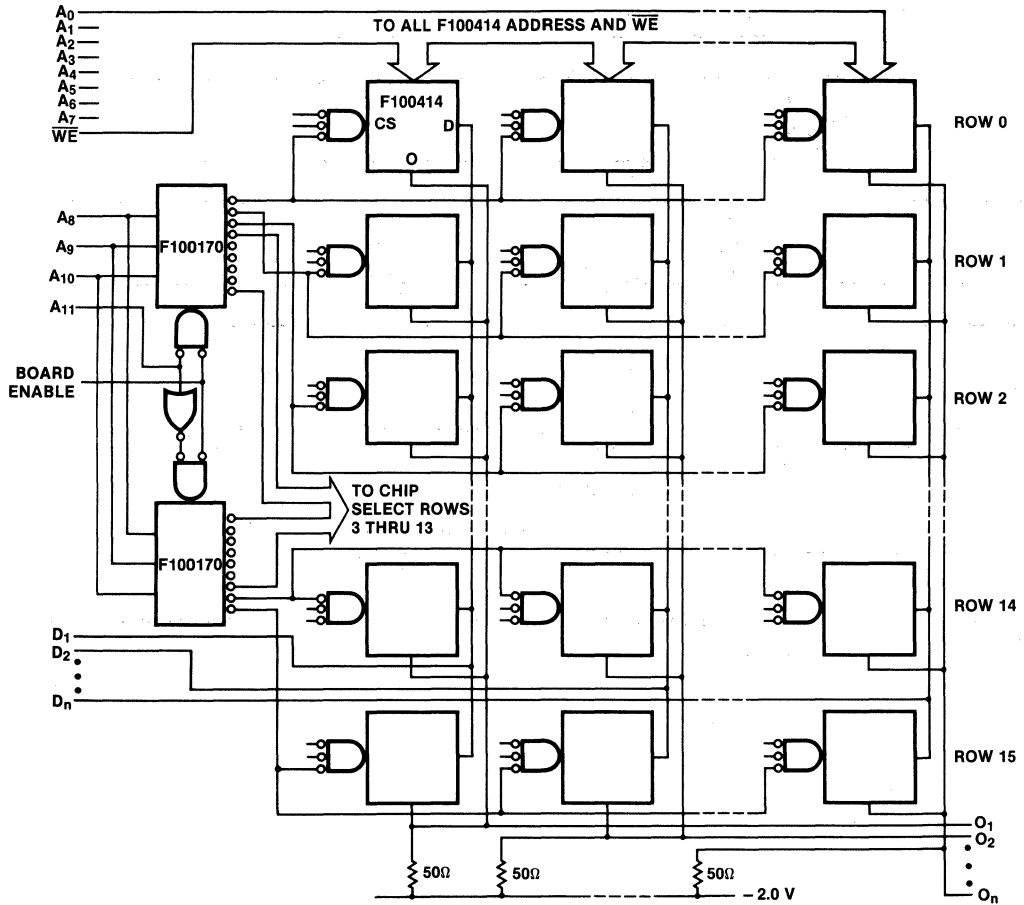 A0
A1
A2
A3
A4
A5
A6
A7
WE
TO ALL F100414 ADDRESS AND WE
F100414
CS
D
O
ROW 0
A8
A9
A10
A11
F100170
ROW 1
BOARD
ENABLE
ROW 2
TO CHIP
SELECT ROWS
3 THRU 13
F100170
ROW 14
D1
D2
Dn
ROW 15
O1
O2
On
50Ω
50Ω
50Ω
-2.0 V